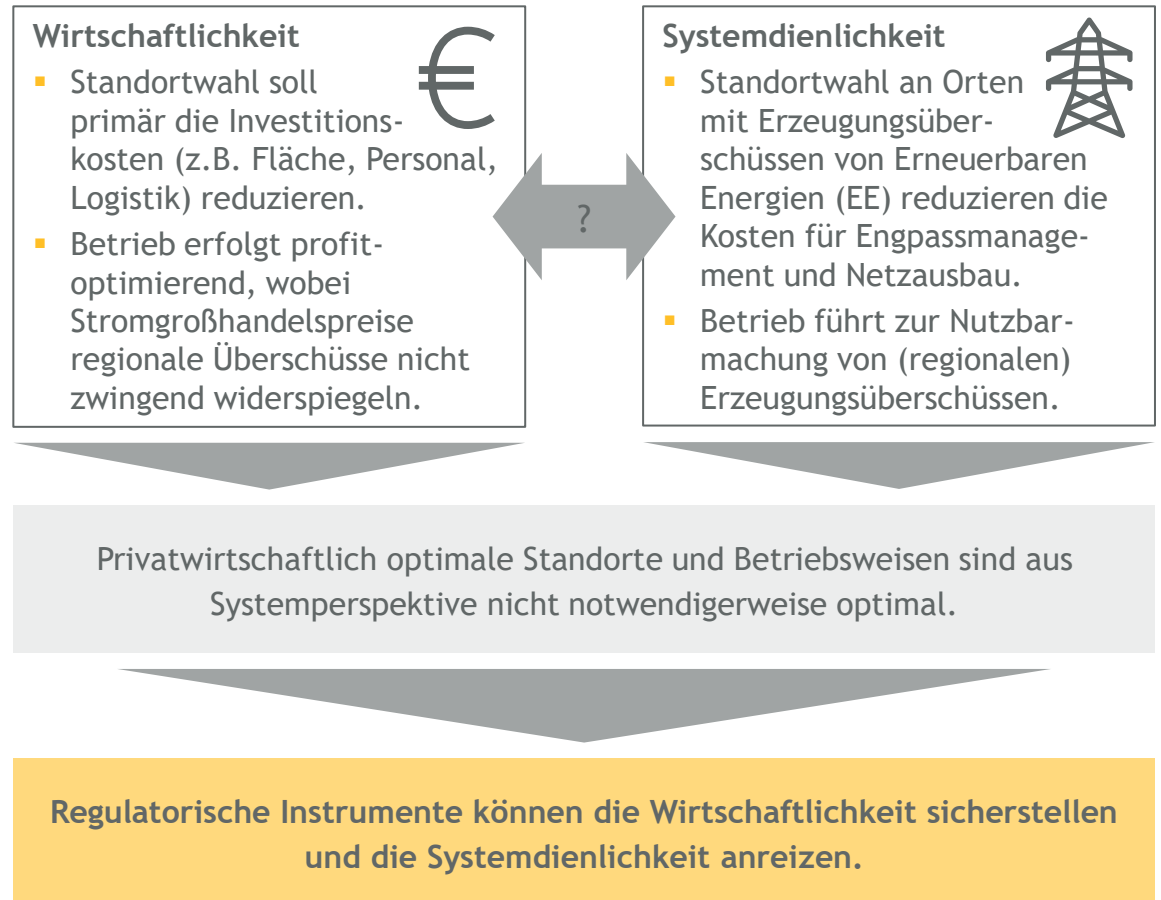 Wirtschaftlichkeit
▪ Standortwahl soll
primär die Investitions-
kosten (z.B. Fläche, Personal,
Logistik) reduzieren.
▪ Betrieb erfolgt profit-
optimierend, wobei
Stromgroßhandelspreise
regionale Überschüsse nicht
zwingend widerspiegeln.
€
?
Systemdienlichkeit
▪ Standortwahl an Orten
mit Erzeugungsüber-
schüssen von Erneuerbaren
Energien (EE) reduzieren die
Kosten für Engpassmanage-
ment und Netzausbau.
▪ Betrieb führt zur Nutzbar-
machung von (regionalen)
Erzeugungsüberschüssen.
Privatwirtschaftlich optimale Standorte und Betriebsweisen sind aus
Systemperspektive nicht notwendigerweise optimal.
Regulatorische Instrumente können die Wirtschaftlichkeit sicherstellen
und die Systemdienlichkeit anreizen.